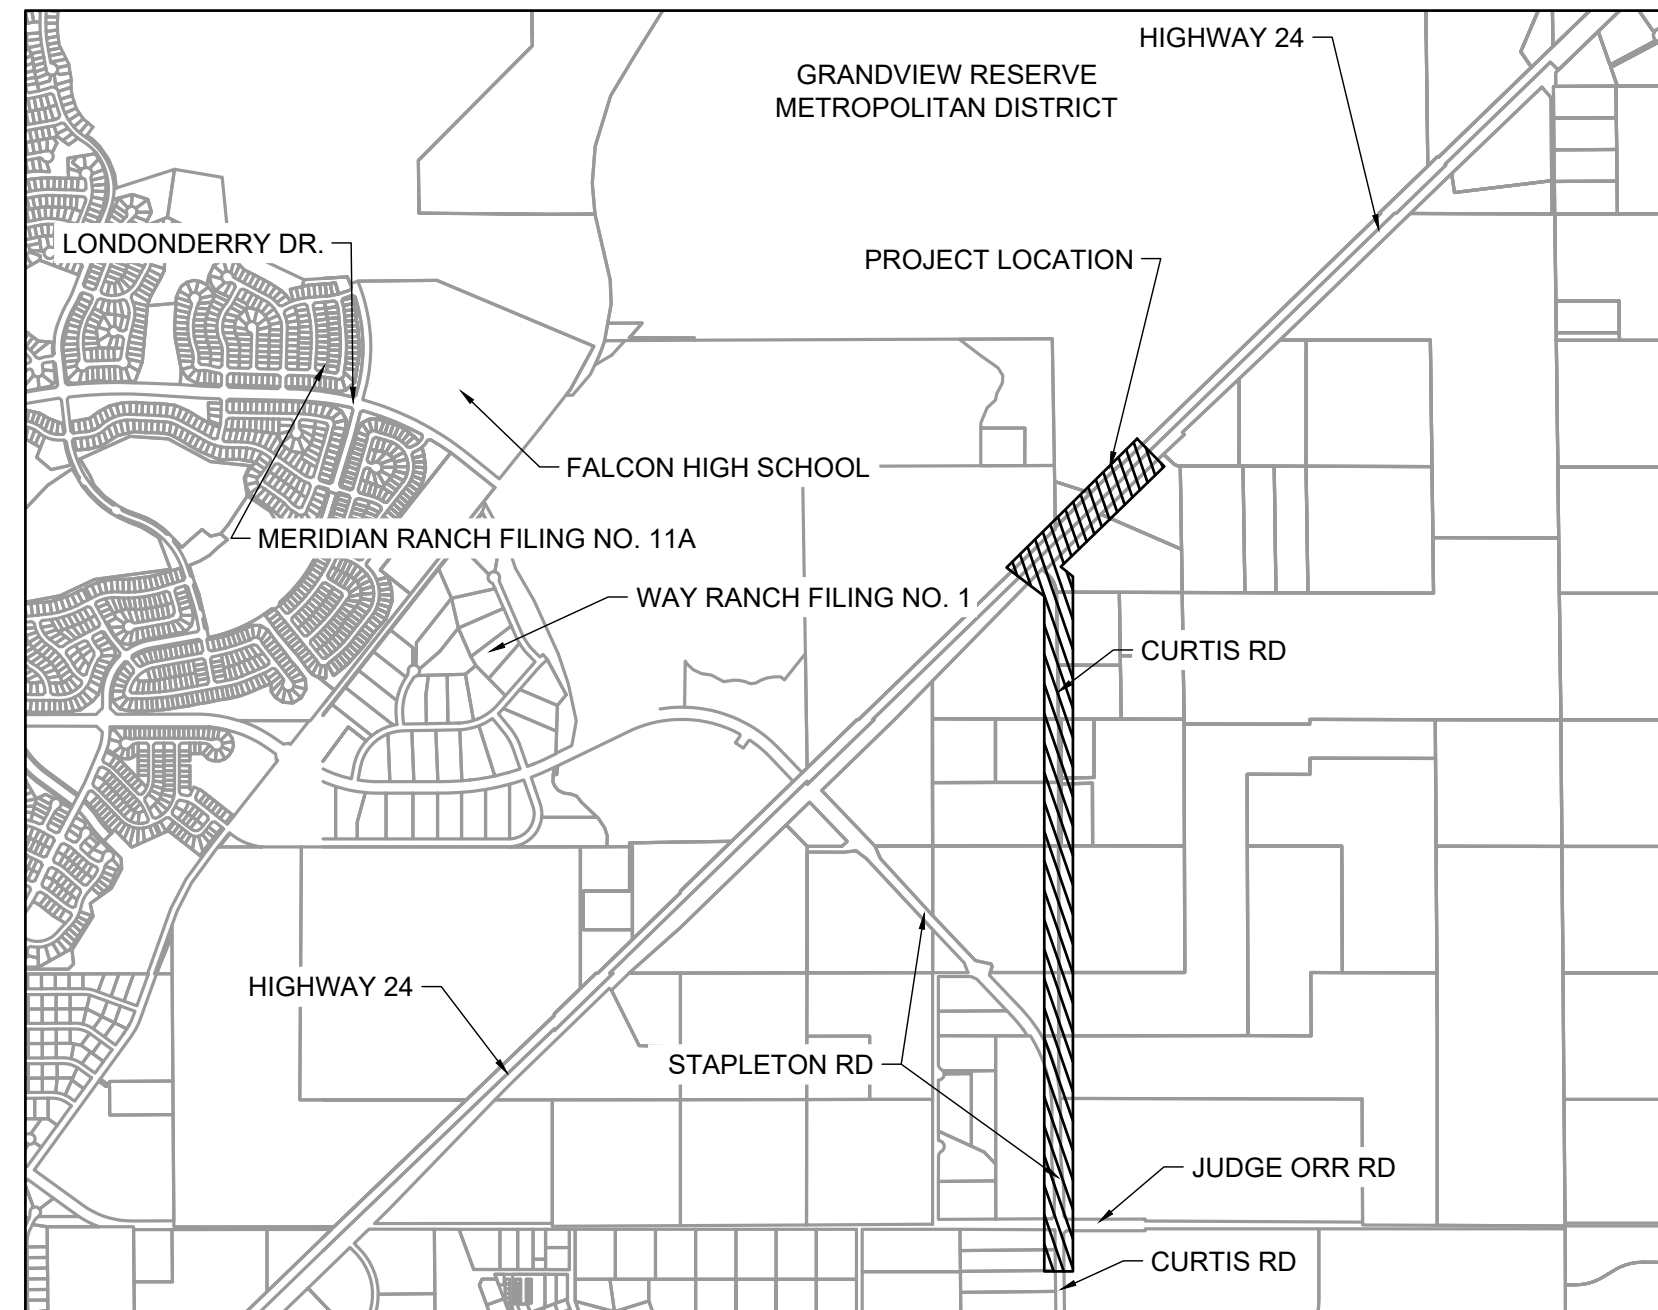 HIGHWAY 24
GRANDVIEW RESERVE
METROPOLITAN DISTRICT
LONDONDERRY DR.
PROJECT LOCATION
FALCON HIGH SCHOOL
MERIDIAN RANCH FILING NO. 11A
WAY RANCH FILING NO. 1
CURTIS RD
HIGHWAY 24
STAPLETON RD
JUDGE ORR RD
CURTIS RD